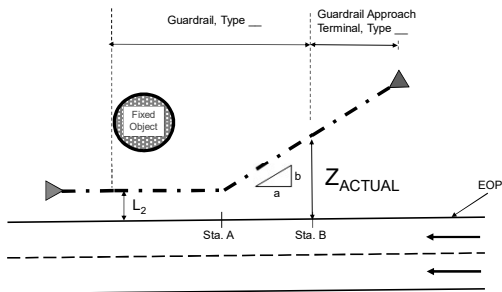 Guardrail, Type __
Guardrail Approach
Terminal, Type __
Fixed
Object
b
a
Z_ACTUAL
L_2
EOP
Sta. A
Sta. B